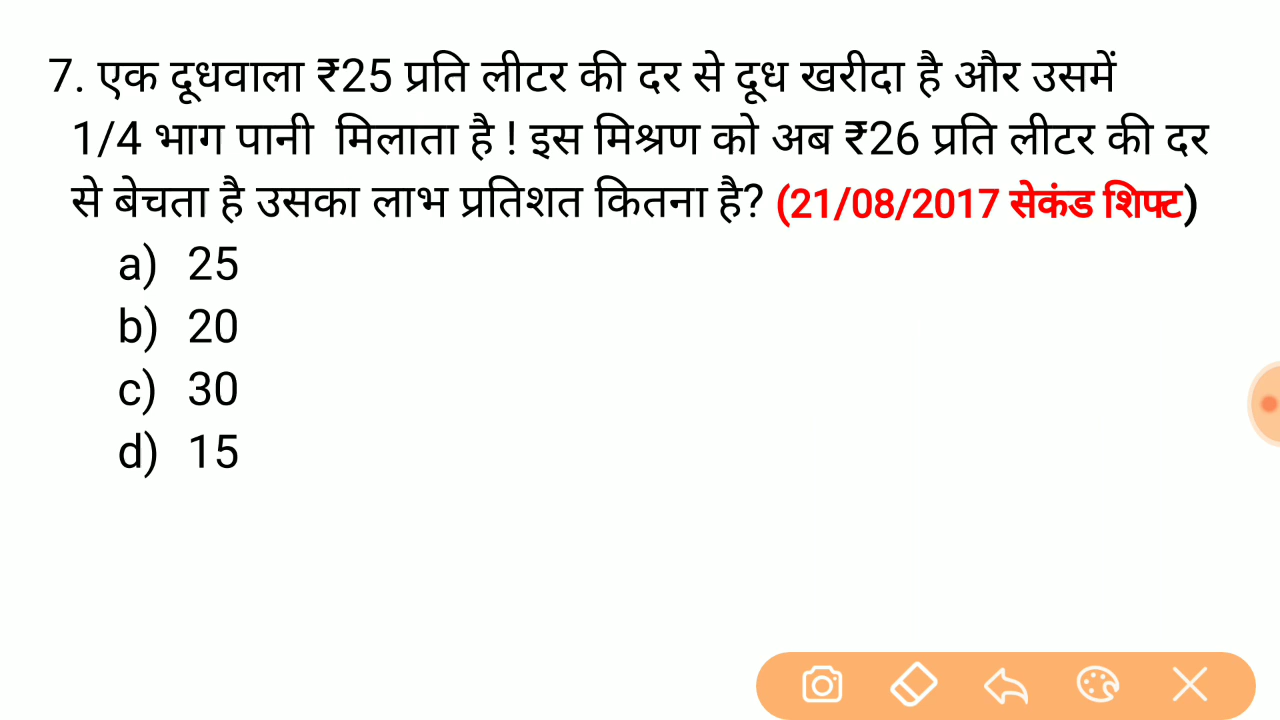 7. एक दूधवाला ₹25 प्रति लीटर की दर से दूध खरीदा है और उसमें
1/4 भाग पानी मिलाता है ! इस मिश्रण को अब ₹26 प्रति लीटर की दर
से बेचता है उसका लाभ प्रतिशत कितना है? (21/08/2017 सेकंड शिफ्ट)
a) 25
b) 20
c) 30
d) 15